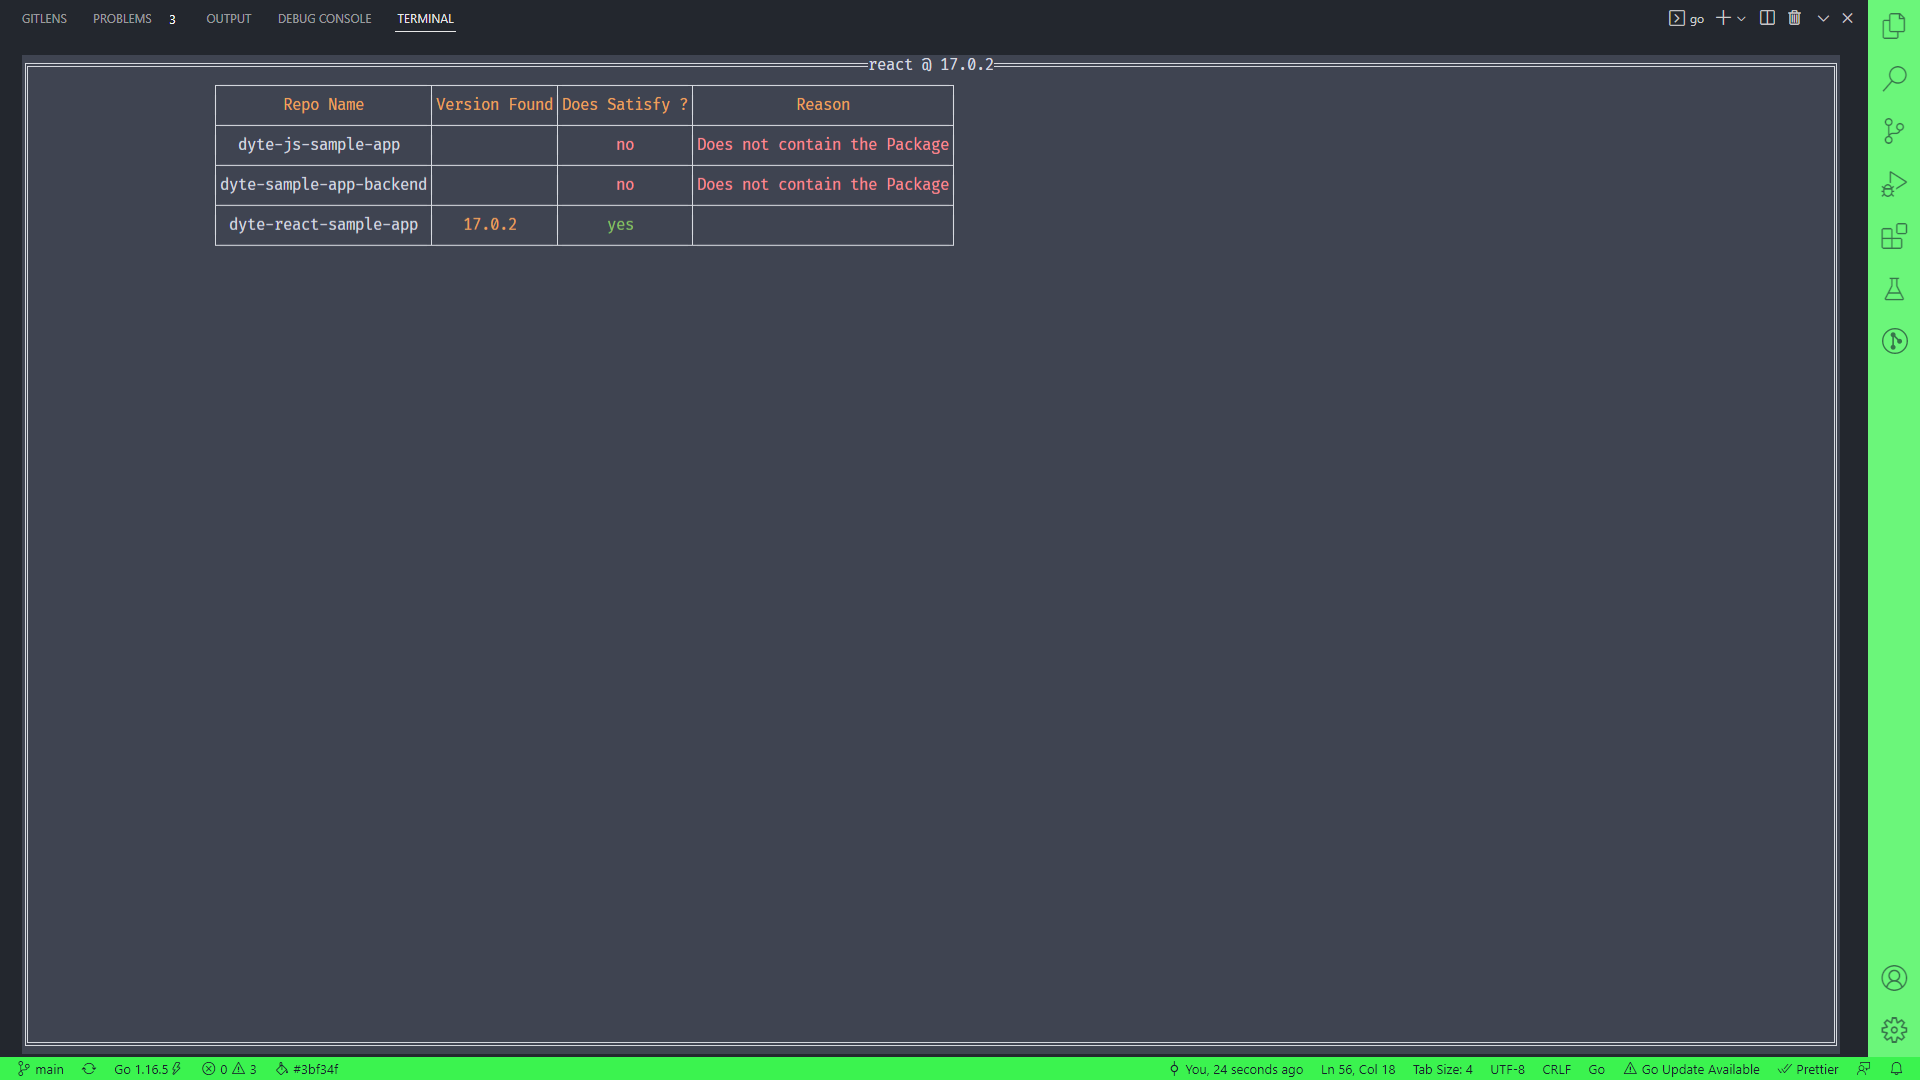 GITLENS PROBLEMS 3 OUTPUT DEBUG CONSOLE TERMINAL go
react @ 17.0.2
Repo Name Version Found Does Satisfy ? Reason
dyte-js-sample-app no Does not contain the Package
dyte-sample-app-backend no Does not contain the Package
dyte-react-sample-app 17.0.2 yes
main Go 1.16.5 0 3 #3bf34f You, 24 seconds ago Ln 56, Col 18 Tab Size: 4 UTF-8 CRLF Go Go Update Available Prettier